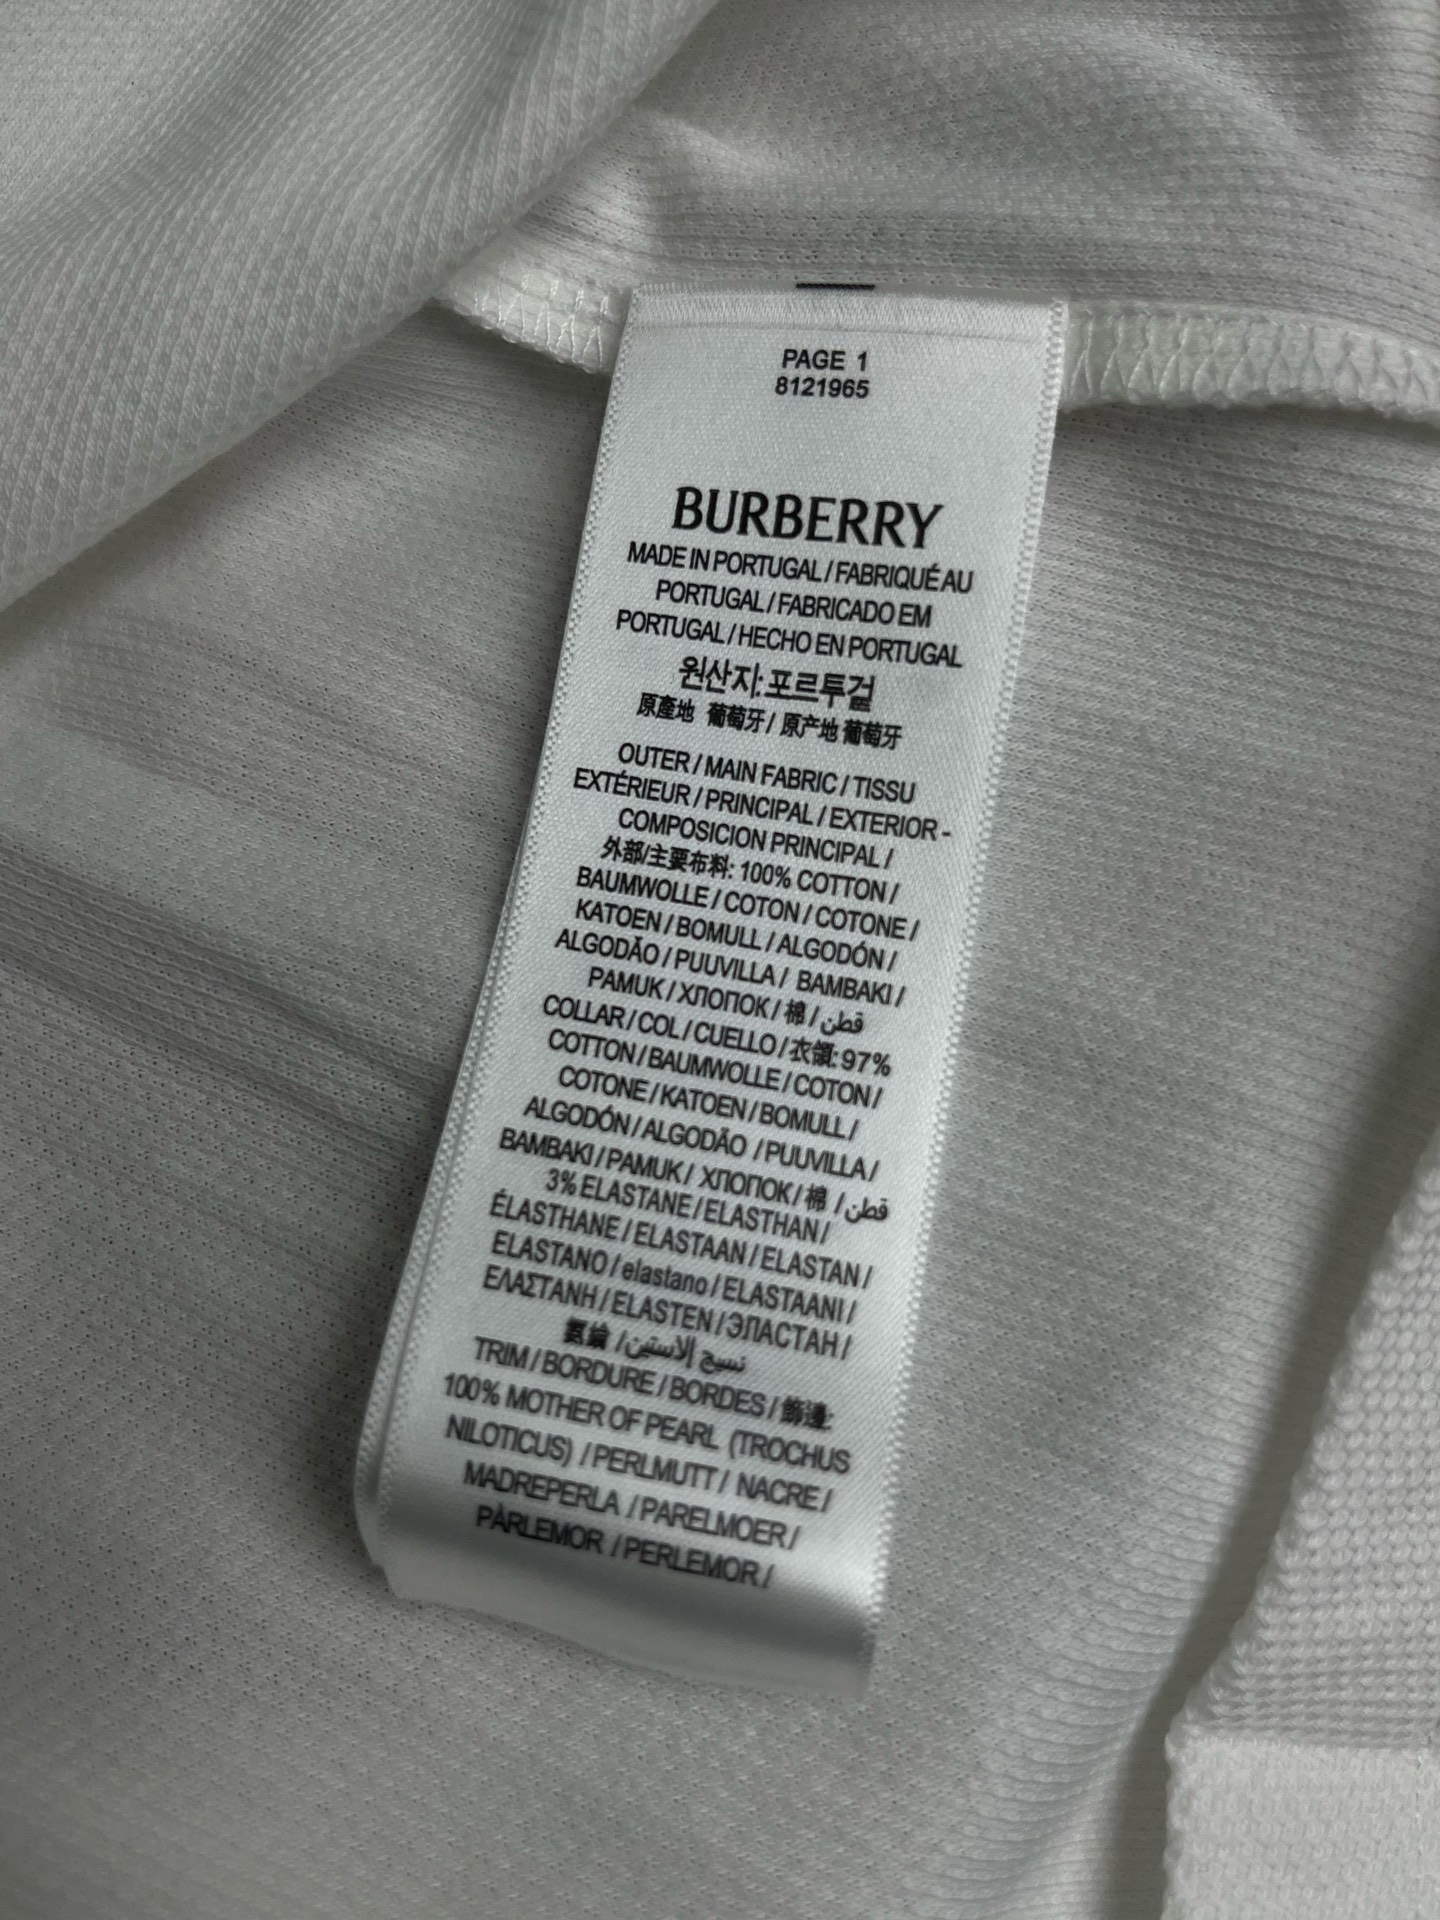 PAGE 1
8121965
BURBERRY
MADE IN PORTUGAL / FABRIQUÉ AU
PORTUGAL / FABRICADO EM
PORTUGAL / HECHO EN PORTUGAL
원산지: 포르투갈
原產地 葡萄牙 / 原产地 葡萄牙
OUTER / MAIN FABRIC / TISSU
EXTÉRIEUR / PRINCIPAL / EXTERIOR -
COMPOSICION PRINCIPAL /
外部/主要布料: 100% COTTON /
BAUMWOLLE / COTON / COTONE /
KATOEN / BOMULL / ALGODÓN /
ALGODÃO / PUUVILLA / BAMBAKI /
PAMUK / ХЛОПОК / 棉 / قطن
COLLAR / COL / CUELLO / 衣領: 97%
COTTON / BAUMWOLLE / COTON /
COTONE / KATOEN / BOMULL /
ALGODÓN / ALGODÃO / PUUVILLA /
BAMBAKI / PAMUK / ХЛОПОК / 棉 / قطن
3% ELASTANE / ELASTHAN /
ÉLASTHANE / ELASTAAN / ELASTAN /
ELASTANO / elastano / ELASTAANI /
ΕΛΑΣΤΑΝΗ / ELASTEN / ЭЛАСТАН /
氨綸 / نسيج إلاستين
TRIM / BORDURE / BORDES / 飾邊:
100% MOTHER OF PEARL (TROCHUS
NILOTICUS) / PERLMUTT / NACRE /
MADREPERLA / PARELMOER /
PÄRLEMOR / PERLEMOR /